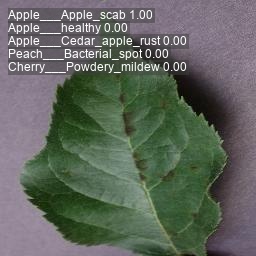 Apple___Apple_scab 1.00
Apple___healthy 0.00
Apple___Cedar_apple_rust 0.00
Peach___Bacterial_spot 0.00
Cherry___Powdery_mildew 0.00